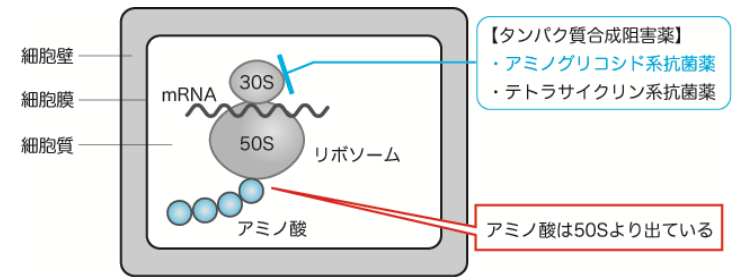 細胞壁
細胞膜
細胞質
mRNA
30S
50S
リボソーム
アミノ酸
【タンパク質合成阻害薬】
・アミノグリコシド系抗菌薬
・テトラサイクリン系抗菌薬
アミノ酸は50Sより出ている